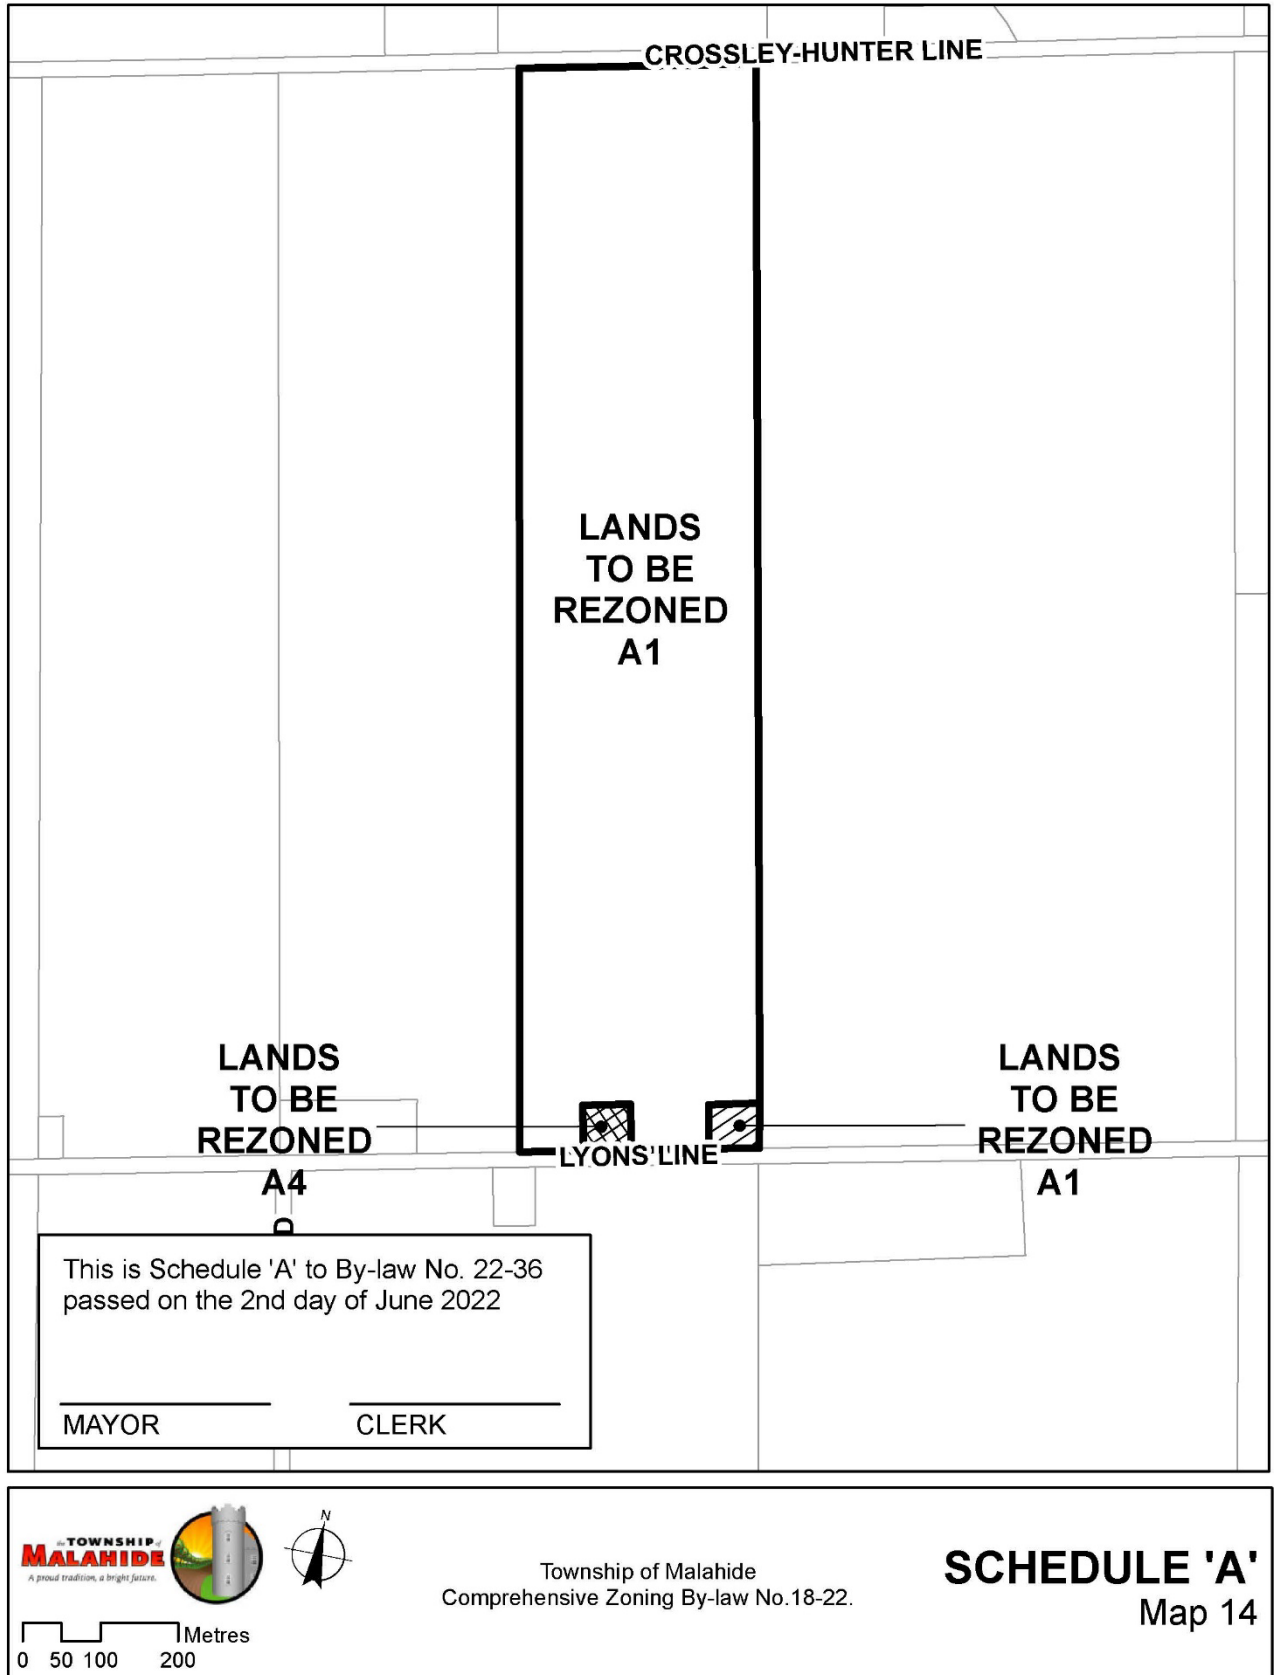 CROSSLEY-HUNTER LINE
LANDS
TO BE
REZONED
A1
LANDS
TO BE
REZONED
A4
LANDS
TO BE
REZONED
A1
LYONS LINE
D
This is Schedule 'A' to By-law No. 22-36
passed on the 2nd day of June 2022
MAYOR
CLERK
the TOWNSHIP of
MALAHIDE
A proud tradition, a bright future.
N
Metres
0 50 100 200
Township of Malahide
Comprehensive Zoning By-law No.18-22.
SCHEDULE 'A'
Map 14